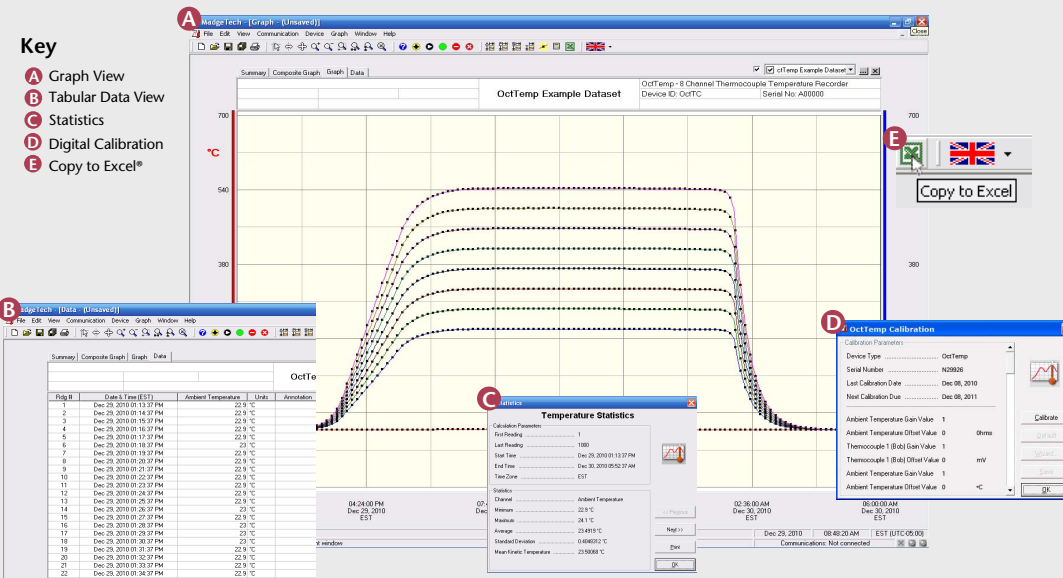 Key
A Graph View
B Tabular Data View
C Statistics
D Digital Calibration
E Copy to Excel®
A
MadgeTech - [Graph - (Unsaved)]
Close
File Edit View Communication Device Graph Window Help
Summary Composite Graph Graph Data
ctTemp Example Dataset
OctTemp Example Dataset
OctTemp - 8 Channel Thermocouple Temperature Recorder
Device ID: OctTC Serial No: A00000
700 700
°C
540
380 380
04:24:00 PM
Dec 29, 2010
EST
02:36:00 AM
Dec 30, 2010
EST
06:00:00 AM
Dec 30, 2010
EST
Dec 29, 2010 08:48:20 AM EST (UTC-05:00)
Communications: Not connected
E
Copy to Excel
B
MadgeTech - [Data - (Unsaved)]
File Edit View Communication Device Graph Window Help
Summary Composite Graph Graph Data
OctTe
Rdg # Date & Time (EST) Ambient Temperature Units Annotation
1 Dec 29, 2010 01:13:37 PM 22.9 °C
2 Dec 29, 2010 01:14:37 PM 22.9 °C
3 Dec 29, 2010 01:15:37 PM 22.9 °C
4 Dec 29, 2010 01:16:37 PM 22.9 °C
5 Dec 29, 2010 01:17:37 PM 22.9 °C
6 Dec 29, 2010 01:18:37 PM 23 °C
7 Dec 29, 2010 01:19:37 PM 22.9 °C
8 Dec 29, 2010 01:20:37 PM 22.9 °C
9 Dec 29, 2010 01:21:37 PM 22.9 °C
10 Dec 29, 2010 01:22:37 PM 22.9 °C
11 Dec 29, 2010 01:23:37 PM 22.9 °C
12 Dec 29, 2010 01:24:37 PM 22.9 °C
13 Dec 29, 2010 01:25:37 PM 22.9 °C
14 Dec 29, 2010 01:26:37 PM 23 °C
15 Dec 29, 2010 01:27:37 PM 22.9 °C
16 Dec 29, 2010 01:28:37 PM 23 °C
17 Dec 29, 2010 01:29:37 PM 23 °C
18 Dec 29, 2010 01:30:37 PM 23 °C
19 Dec 29, 2010 01:31:37 PM 22.9 °C
20 Dec 29, 2010 01:32:37 PM 22.9 °C
21 Dec 29, 2010 01:33:37 PM 22.9 °C
22 Dec 29, 2010 01:34:37 PM 22.9 °C
C
Statistics
Temperature Statistics
Calculation Parameters
First Reading 1
Last Reading 1000
Start Time Dec 29, 2010 01:13:37 PM
End Time Dec 30, 2010 05:52:37 AM
Time Zone EST
Statistics
Channel Ambient Temperature
Minimum 22.9 °C
Maximum 24.1 °C
Average 23.4919 °C
Standard Deviation 0.4049312 °C
Mean Kinetic Temperature 23.50068 °C
<< Previous
Next >>
Print
OK
D
OctTemp Calibration
Calibration Parameters
Device Type OctTemp
Serial Number N29926
Last Calibration Date Dec 08, 2010
Next Calibration Due Dec 08, 2011
Ambient Temperature Gain Value 1
Ambient Temperature Offset Value 0 Ohms
Thermocouple 1 (Bob) Gain Value 1
Thermocouple 1 (Bob) Offset Value 0 mV
Ambient Temperature Gain Value 1
Ambient Temperature Offset Value 0 °C
Calibrate
Default
Wizard
Save
OK